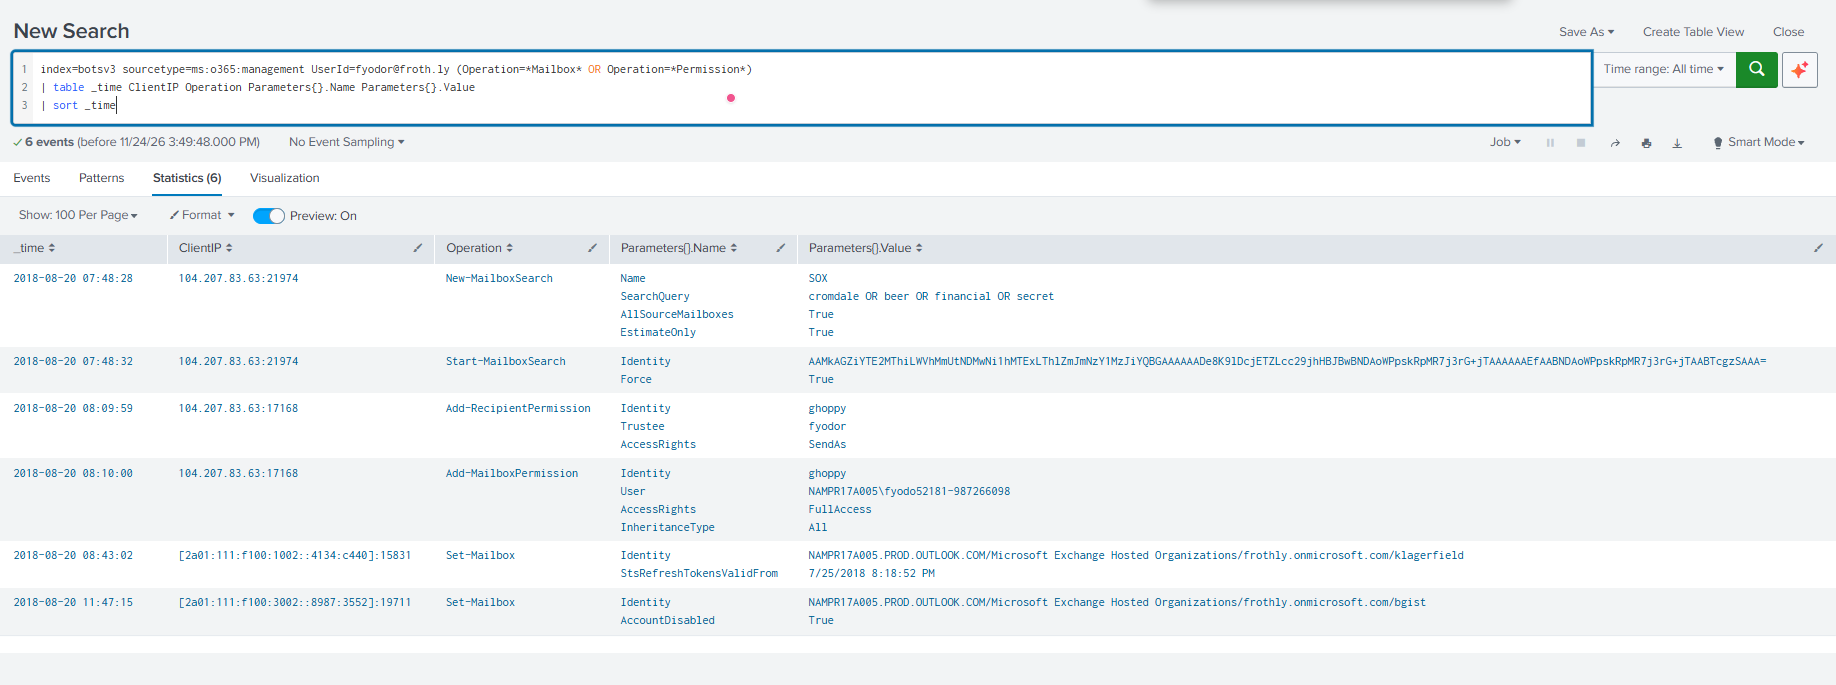 New Search
Save As Create Table View Close
1 index=botsv3 sourcetype=ms:o365:management UserId=fyodor@froth.ly (Operation=*Mailbox* OR Operation=*Permission*)
2 | table _time ClientIP Operation Parameters{}.Name Parameters{}.Value
3 | sort _time
Time range: All time
6 events (before 11/24/26 3:49:48.000 PM) No Event Sampling
Job Smart Mode
Events Patterns Statistics (6) Visualization
Show: 100 Per Page Format Preview: On
_time ClientIP Operation Parameters{}.Name Parameters{}.Value
2018-08-20 07:48:28 104.207.83.63:21974 New-MailboxSearch Name SOX
SearchQuery cromdale OR beer OR financial OR secret
AllSourceMailboxes True
EstimateOnly True
2018-08-20 07:48:32 104.207.83.63:21974 Start-MailboxSearch Identity
Force True
2018-08-20 08:09:59 104.207.83.63:17168 Add-RecipientPermission Identity ghoppy
Trustee fyodor
AccessRights SendAs
2018-08-20 08:10:00 104.207.83.63:17168 Add-MailboxPermission Identity ghoppy
User NAMPR17A005\fyodo52181-987266098
AccessRights FullAccess
InheritanceType All
2018-08-20 08:43:02 [2a01:111:f100:1002::4134:c440]:15831 Set-Mailbox Identity NAMPR17A005.PROD.OUTLOOK.COM/Microsoft Exchange Hosted Organizations/frothly.onmicrosoft.com/klagerfield
StsRefreshTokensValidFrom 7/25/2018 8:18:52 PM
2018-08-20 11:47:15 [2a01:111:f100:3002::8987:3552]:19711 Set-Mailbox Identity NAMPR17A005.PROD.OUTLOOK.COM/Microsoft Exchange Hosted Organizations/frothly.onmicrosoft.com/bgist
AccountDisabled True